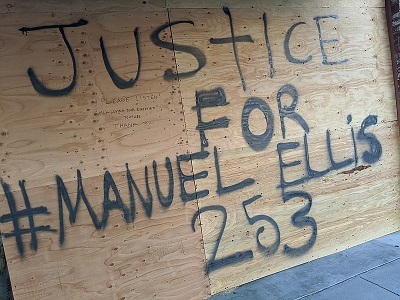 JUSTICE
FOR
#MANUEL ELLIS
253